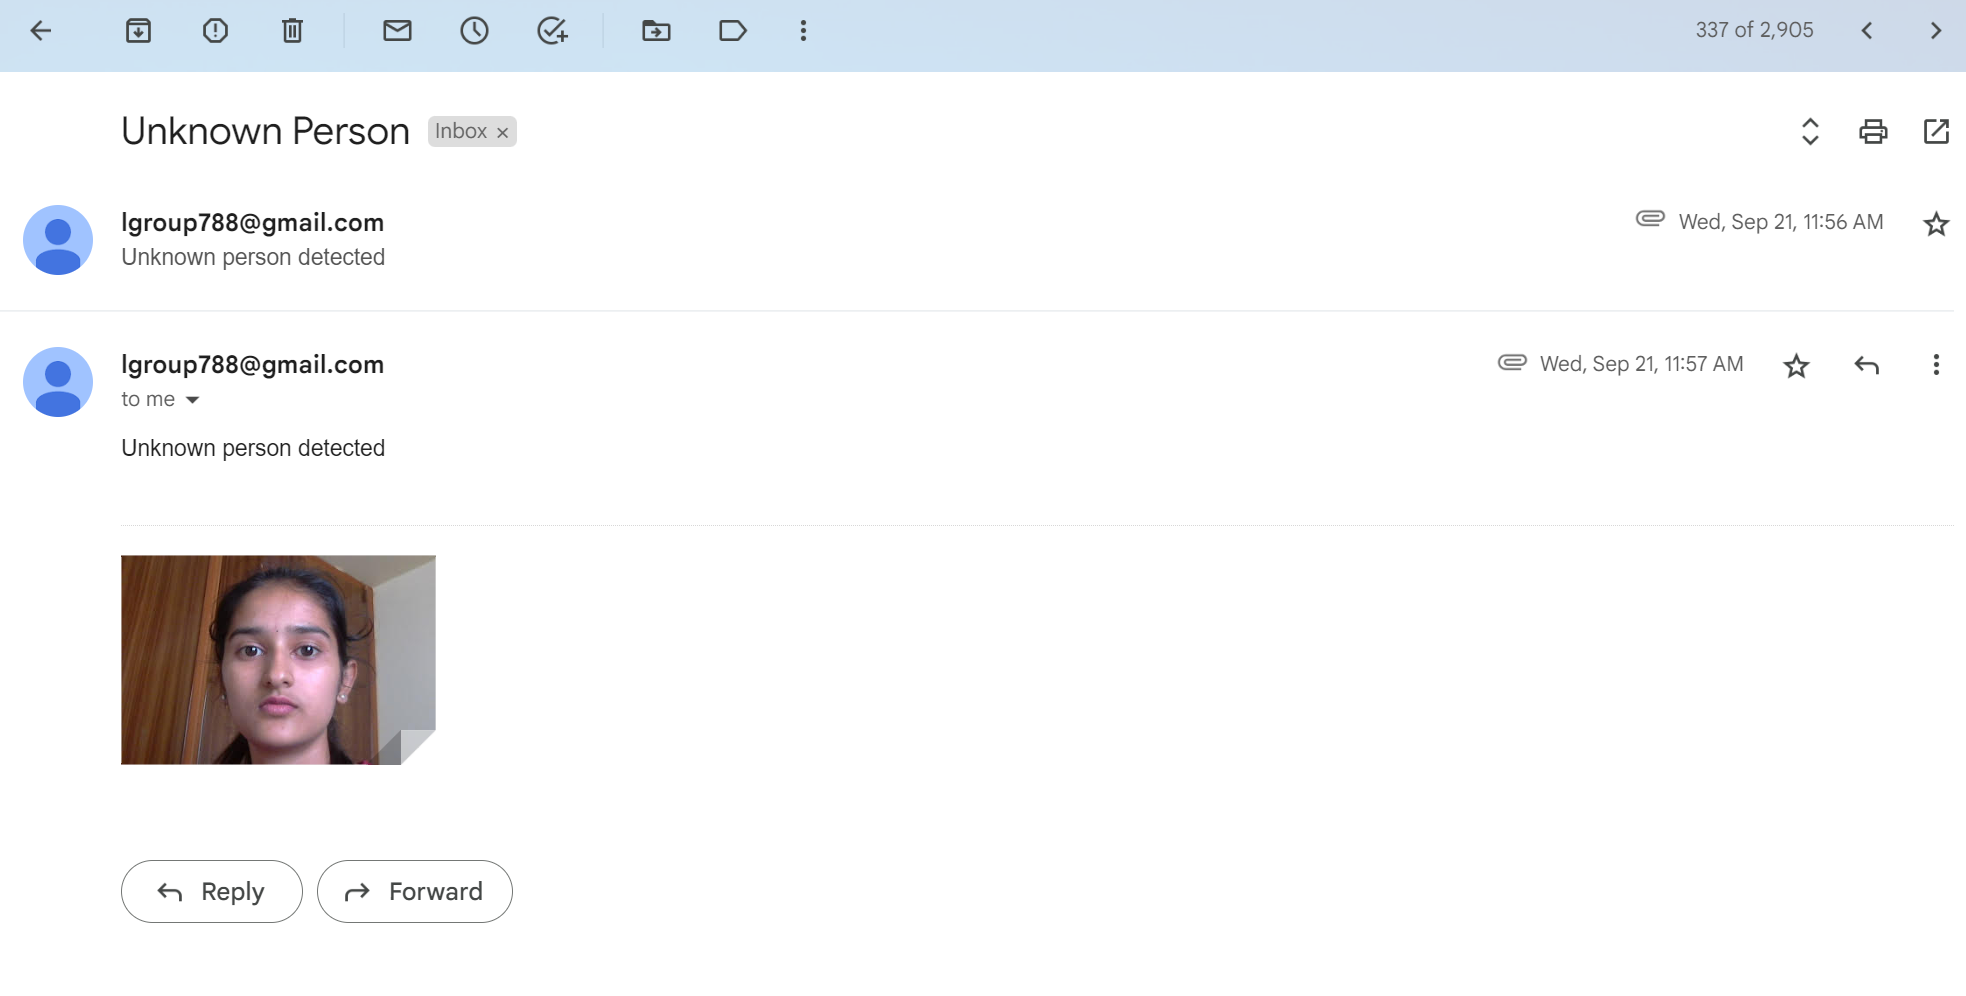 337 of 2,905
Unknown Person Inbox ×
lgroup788@gmail.com Wed, Sep 21, 11:56 AM
Unknown person detected
lgroup788@gmail.com Wed, Sep 21, 11:57 AM
to me
Unknown person detected
Reply Forward